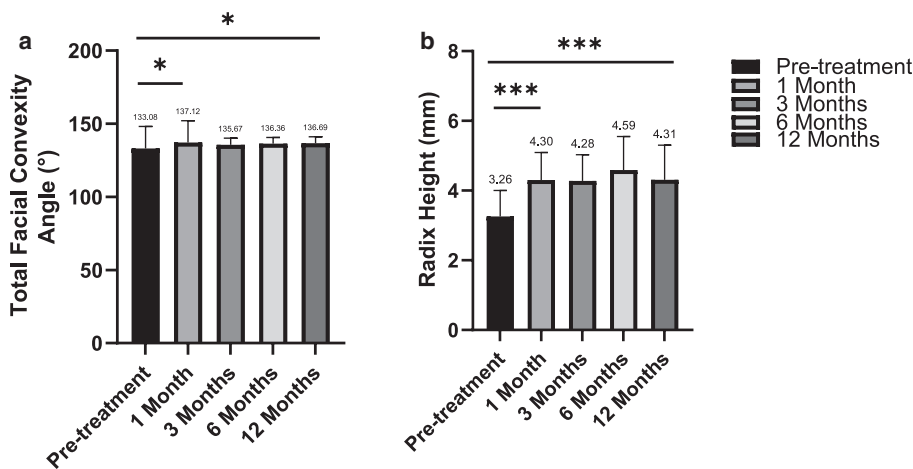 a
*
*
Total Facial Convexity
Angle (°)
200
150
100
50
0
133.08
137.12
135.67
136.36
136.69
Pre-treatment
1 Month
3 Months
6 Months
12 Months
b
***
***
Radix Height (mm)
8
6
4
2
0
3.26
4.30
4.28
4.59
4.31
Pre-treatment
1 Month
3 Months
6 Months
12 Months
Pre-treatment
1 Month
3 Months
6 Months
12 Months